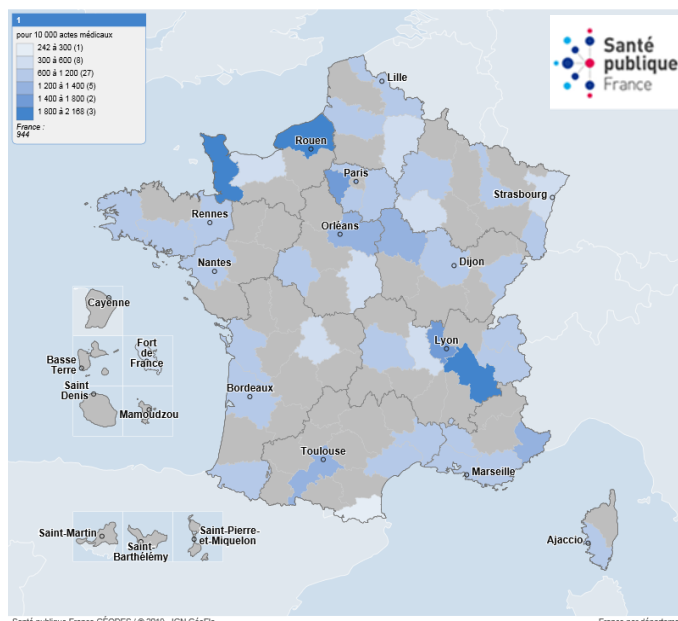 1
pour 10 000 actes médicaux
242 à 300 (1)
300 à 600 (8)
600 à 1 200 (27)
1 200 à 1 400 (5)
1 400 à 1 800 (2)
1 800 à 2 168 (3)
France :
944
Santé
publique
France
Lille
Rouen
Paris
Strasbourg
Rennes
Orléans
Nantes
Dijon
Cayenne
Lyon
Basse
Terre
Fort
de
France
Saint
Denis
Mamoudzou
Bordeaux
Toulouse
Marseille
Saint-Martin
Saint-
Barthélémy
Saint-Pierre-
et-Miquelon
Ajaccio